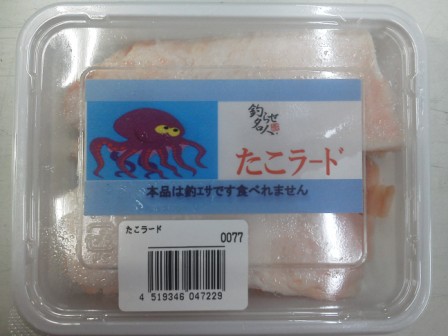 釣らせ
名人
たこラード
本品は釣エサです食べれません
たこラード
0077
4 519346 047229